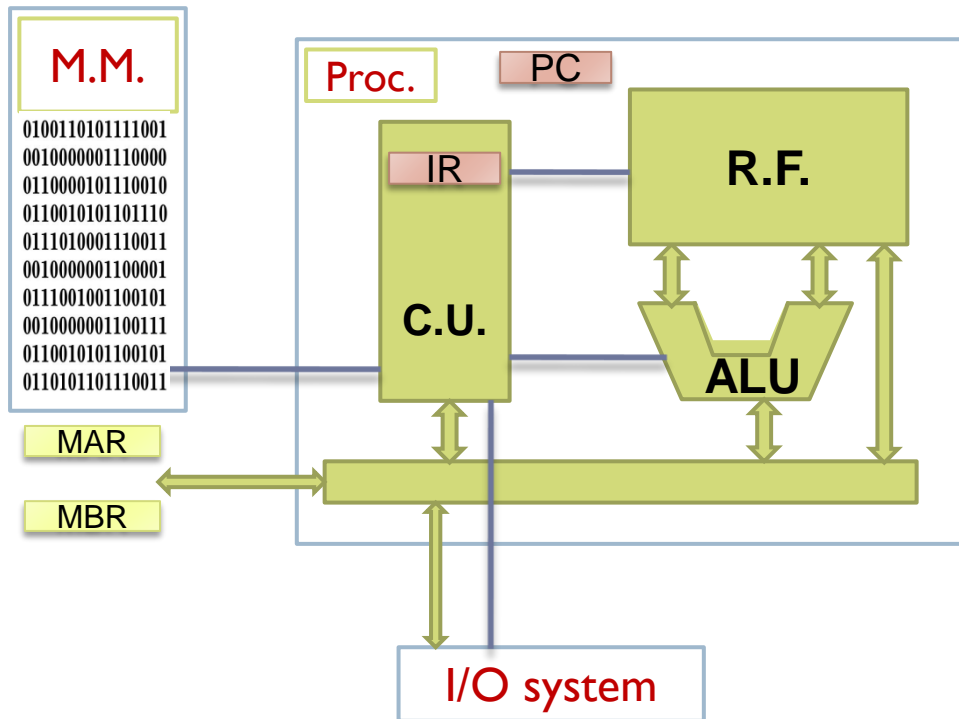 M.M.
0100110101111001
0010000001110000
0110000101110010
0110010101101110
0111010001110011
0010000001100001
0111001001100101
0010000001100111
0110010101100101
0110101101110011
MAR
MBR
Proc.
PC
IR
C.U.
R.F.
ALU
I/O system